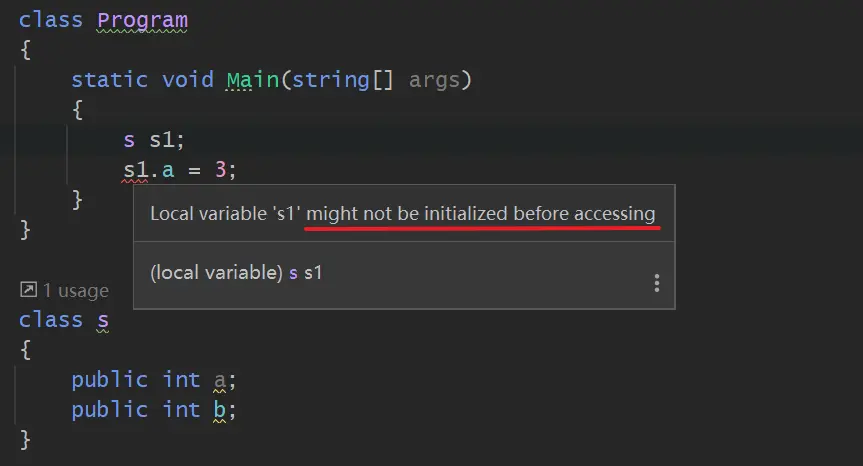 class Program
{
static void Main(string[] args)
{
s s1;
s1.a = 3;
}
}
Local variable 's1' might not be initialized before accessing
(local variable) s s1
1 usage
class s
{
public int a;
public int b;
}